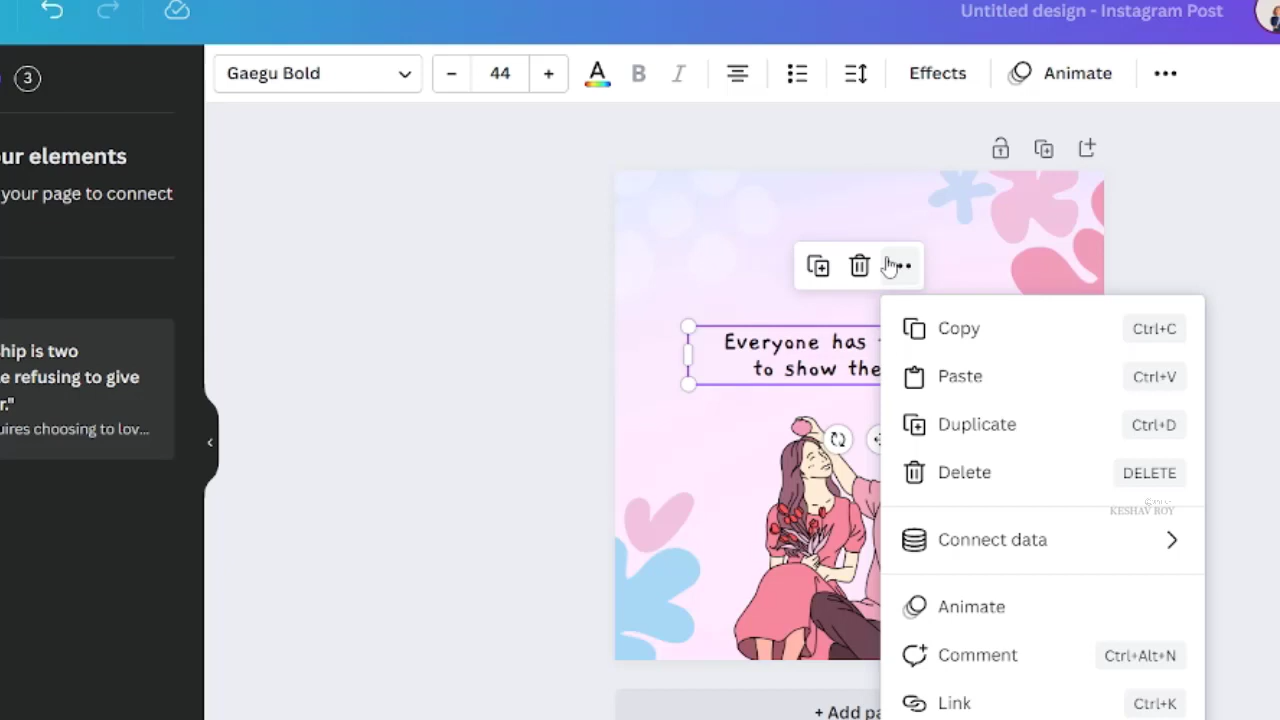 Untitled design - Instagram Post
3
Gaegu Bold
- 44 +
A B I
Effects
Animate
our elements
your page to connect
hip is two
e refusing to give
r."
uires choosing to lov...
Everyone has
to show the
Copy Ctrl+C
Paste Ctrl+V
Duplicate Ctrl+D
Delete DELETE
KESHAV ROY
Connect data
Animate
Comment Ctrl+Alt+N
Link Ctrl+K
+ Add pa